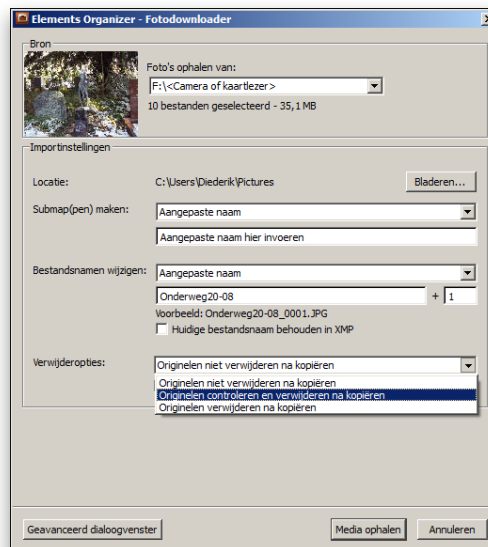 Elements Organizer - Fotodownloader
Bron
Foto's ophalen van:
F:\<Camera of kaartlezer>
10 bestanden geselecteerd - 35,1 MB
Importinstellingen
Locatie: C:\Users\Diederik\Pictures Bladeren...
Submap(pen) maken: Aangepaste naam
Aangepaste naam hier invoeren
Bestandsnamen wijzigen: Aangepaste naam
Onderweg20-08 + 1
Voorbeeld: Onderweg20-08_0001.JPG
Huidige bestandsnaam behouden in XMP
Verwijderopties: Originelen niet verwijderen na kopiëren
Originelen niet verwijderen na kopiëren
Originelen controleren en verwijderen na kopiëren
Originelen verwijderen na kopiëren
Geavanceerd dialoogvenster Media ophalen Annuleren